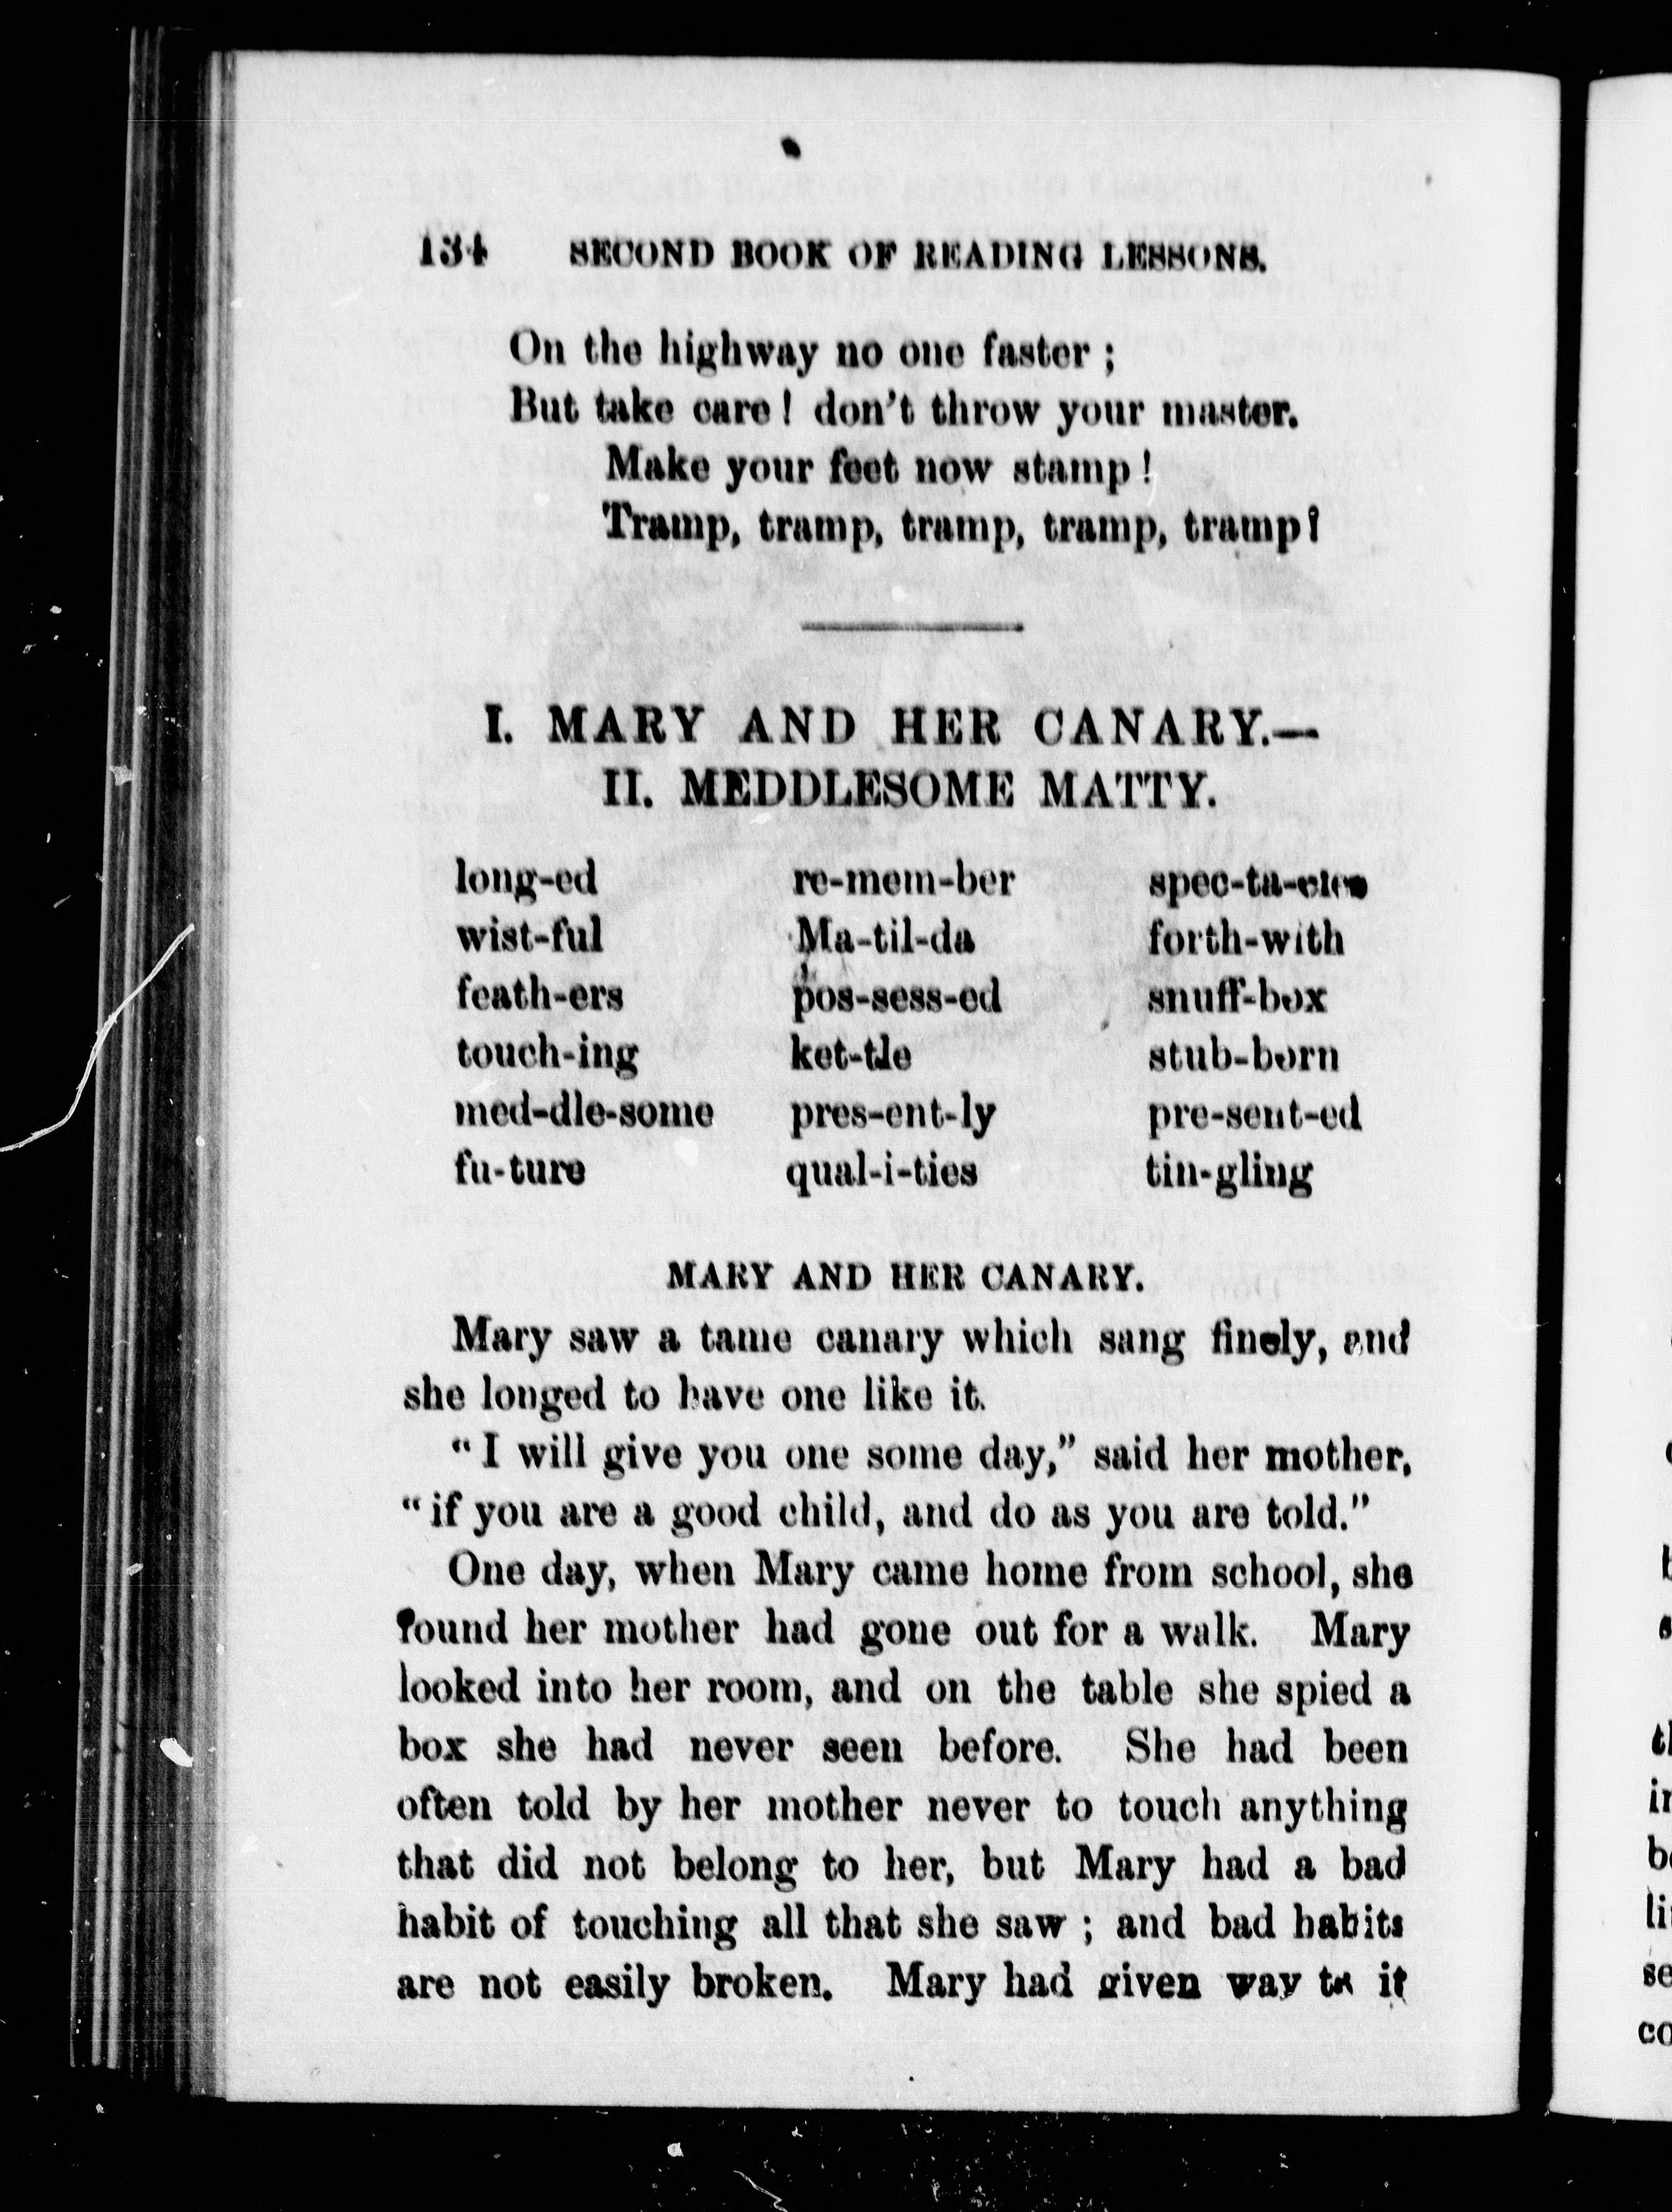 134 SECOND BOOK OF READING LESSONS.
On the highway no one faster ;
But take care! don't throw your master.
Make your feet now stamp!
Tramp, tramp, tramp, tramp, tramp!
I. MARY AND HER CANARY.—
II. MEDDLESOME MATTY.
long-ed re-mem-ber spec-ta-cles
wist-ful Ma-til-da forth-with
feath-ers pos-sess-ed snuff-box
touch-ing ket-tle stub-born
med-dle-some pres-ent-ly pre-sent-ed
fu-ture qual-i-ties tin-gling
MARY AND HER CANARY.
Mary saw a tame canary which sang finely, and
she longed to have one like it.
"I will give you one some day," said her mother,
"if you are a good child, and do as you are told."
One day, when Mary came home from school, she
found her mother had gone out for a walk. Mary
looked into her room, and on the table she spied a
box she had never seen before. She had been
often told by her mother never to touch anything
that did not belong to her, but Mary had a bad
habit of touching all that she saw ; and bad habits
are not easily broken. Mary had given way to it